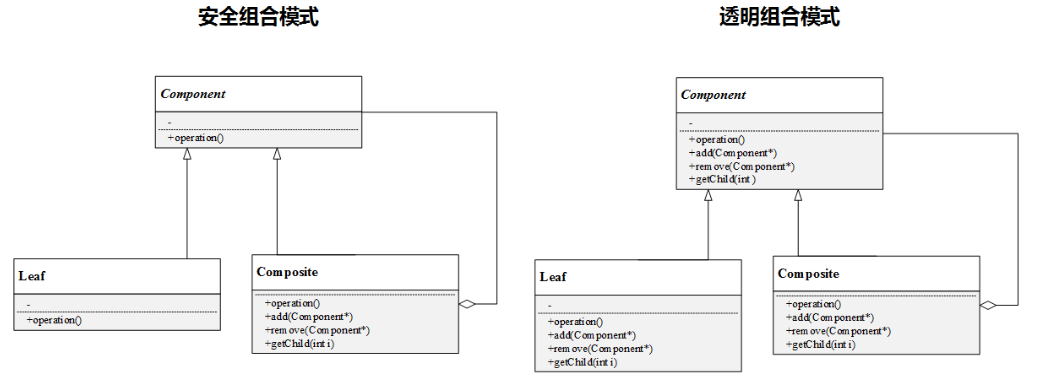 安全组合模式
透明组合模式
Component
-
+operation()
Leaf
-
+operation()
Composite
+operation()
+add(Component*)
+remove(Component*)
+getChild(int i)
Component
-
+operation()
+add(Component*)
+remove(Component*)
+getChild(int )
Leaf
-
+operation()
+add(Component*)
+remove(Component*)
+getChild(int i)
Composite
+operation()
+add(Component*)
+remove(Component*)
+getChild(int i)